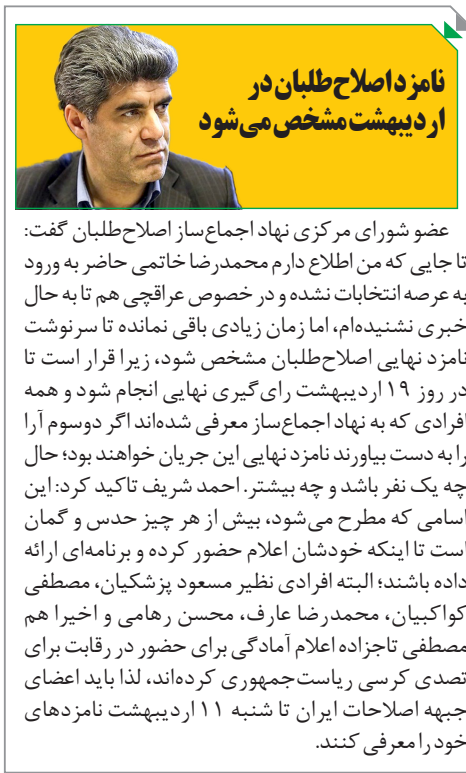 نامزد اصلاح‌طلبان در
اردیبهشت مشخص می‌شود
عضو شورای مرکزی نهاد اجماع‌ساز اصلاح‌طلبان گفت:
تا جایی که من اطلاع دارم محمدرضا خاتمی حاضر به ورود
به عرصه انتخابات نشده و در خصوص عراقچی هم تا به حال
خبری نشنیده‌ام، اما زمان زیادی باقی نمانده تا سرنوشت
نامزد نهایی اصلاح‌طلبان مشخص شود، زیرا قرار است تا
در روز ۱۹ اردیبهشت رای‌گیری نهایی انجام شود و همه
افرادی که به نهاد اجماع‌ساز معرفی شده‌اند اگر دوسوم آرا
را به دست بیاورند نامزد نهایی این جریان خواهند بود؛ حال
چه یک نفر باشد و چه بیشتر. احمد شریف تاکید کرد: این
اسامی که مطرح می‌شود، بیش از هر چیز حدس و گمان
است تا اینکه خودشان اعلام حضور کرده و برنامه‌ای ارائه
داده باشند؛ البته افرادی نظیر مسعود پزشکیان، مصطفی
کواکبیان، محمدرضا عارف، محسن رهامی و اخیرا هم
مصطفی تاجزاده اعلام آمادگی برای حضور در رقابت برای
تصدی کرسی ریاست‌جمهوری کرده‌اند، لذا باید اعضای
جبهه اصلاحات ایران تا شنبه ۱۱ اردیبهشت نامزدهای
خود را معرفی کنند.